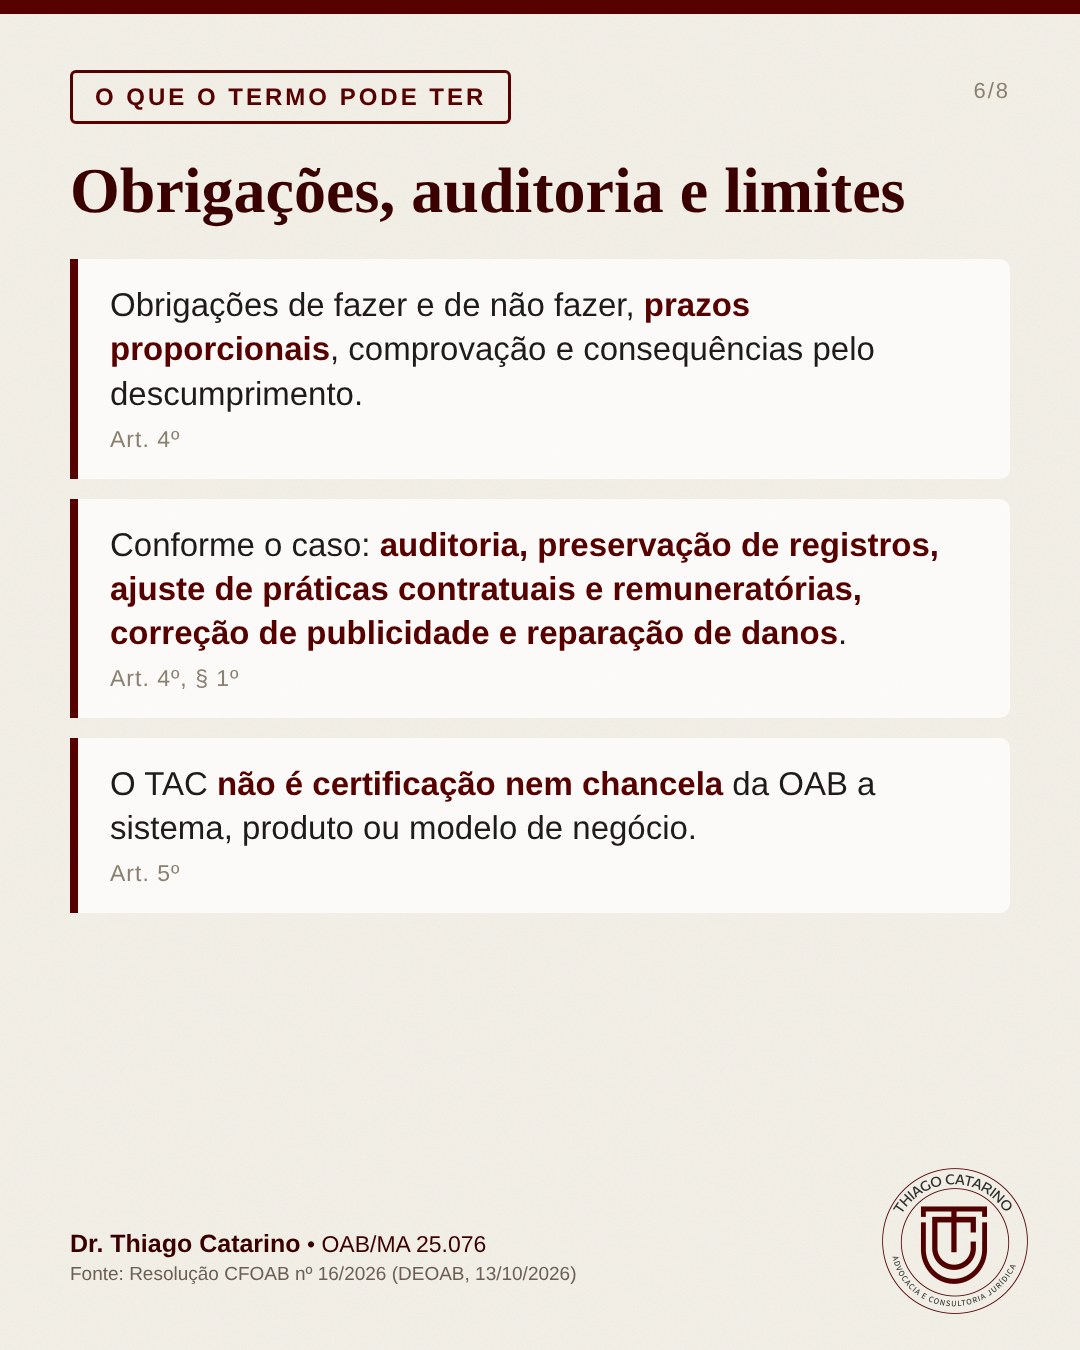 O QUE O TERMO PODE TER
6/8
Obrigações, auditoria e limites
Obrigações de fazer e de não fazer, prazos
proporcionais, comprovação e consequências pelo
descumprimento.
Art. 4º
Conforme o caso: auditoria, preservação de registros,
ajuste de práticas contratuais e remuneratórias,
correção de publicidade e reparação de danos.
Art. 4º, § 1º
O TAC não é certificação nem chancela da OAB a
sistema, produto ou modelo de negócio.
Art. 5º
Dr. Thiago Catarino • OAB/MA 25.076
Fonte: Resolução CFOAB nº 16/2026 (DEOAB, 13/10/2026)
THIAGO CATARINO
TC
ADVOCACIA E CONSULTORIA JURÍDICA